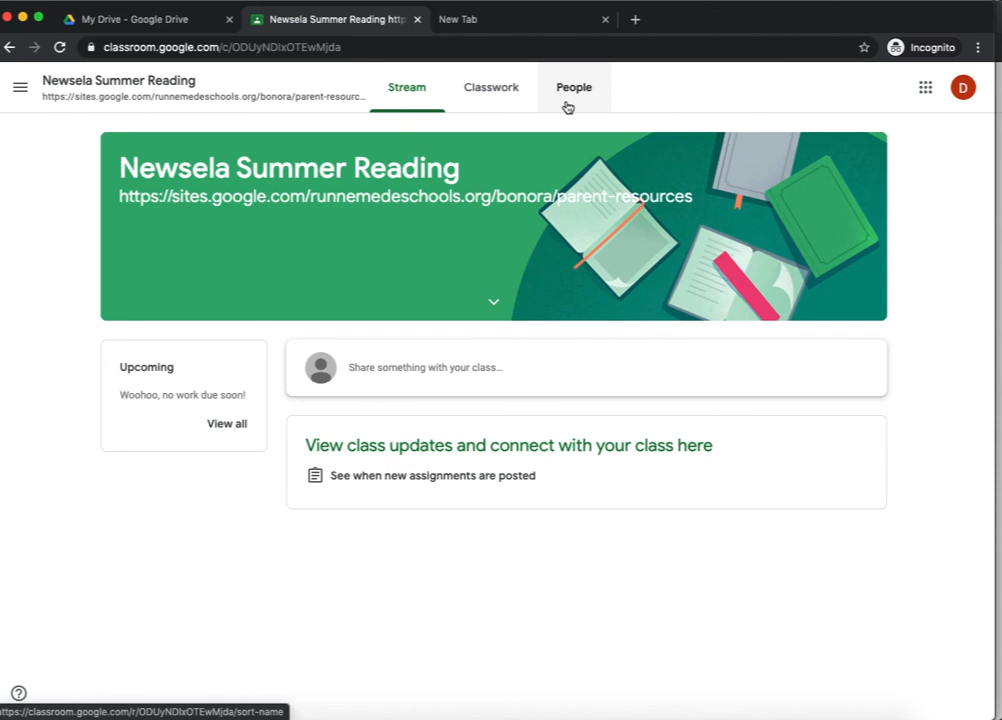 My Drive - Google Drive
Newsela Summer Reading http
New Tab
classroom.google.com/c/ODUyNDIxOTEwMjda
Incognito
Newsela Summer Reading
https://sites.google.com/runnemedeschools.org/bonora/parent-resourc...
Stream
Classwork
People
D
Newsela Summer Reading
https://sites.google.com/runnemedeschools.org/bonora/parent-resources
Upcoming
Woohoo, no work due soon!
View all
Share something with your class...
View class updates and connect with your class here
See when new assignments are posted
https://classroom.google.com/r/ODUyNDIxOTEwMjda/sort-name